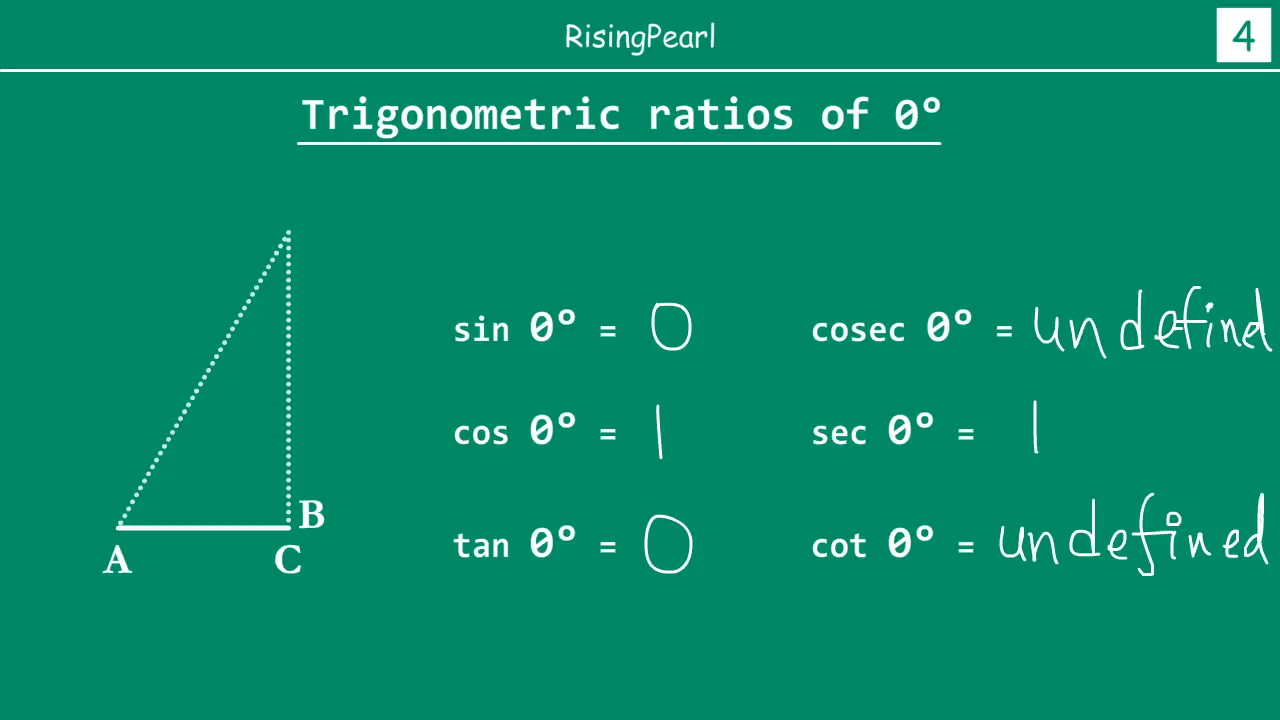 RisingPearl
4
Trigonometric ratios of 0°
sin 0° = 0
cosec 0° = undefind
cos 0° = 1
sec 0° = 1
B
tan 0° = 0
cot 0° = undefined
A
C